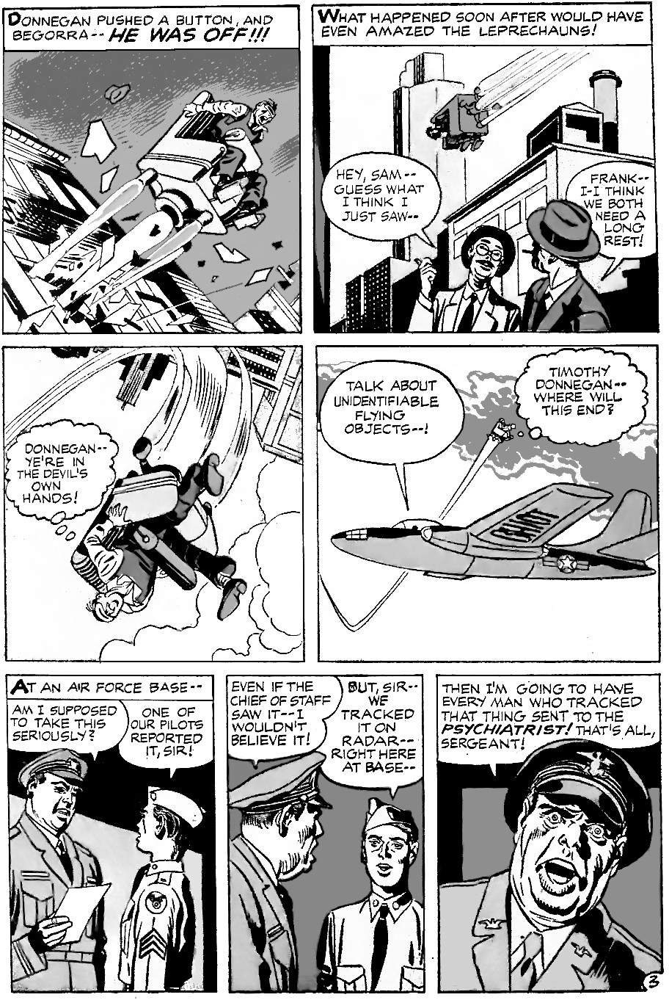 DONNEGAN PUSHED A BUTTON, AND
BEGORRA-- HE WAS OFF!!!
WHAT HAPPENED SOON AFTER WOULD HAVE
EVEN AMAZED THE LEPRECHAUNS!
HEY, SAM--
GUESS WHAT
I THINK I
JUST SAW--
FRANK--
I-I THINK
WE BOTH
NEED A
LONG
REST!
DONNEGAN--
YE'RE IN
THE DEVIL'S
OWN
HANDS!
TALK ABOUT
UNIDENTIFIABLE
FLYING
OBJECTS--!
TIMOTHY
DONNEGAN--
WHERE WILL
THIS END?
AT AN AIR FORCE BASE--
AM I SUPPOSED
TO TAKE THIS
SERIOUSLY?
ONE OF
OUR PILOTS
REPORTED
IT, SIR!
EVEN IF THE
CHIEF OF STAFF
SAW IT--I
WOULDN'T
BELIEVE IT!
BUT, SIR--
WE
TRACKED
IT ON
RADAR--
RIGHT HERE
AT BASE--
THEN I'M GOING TO HAVE
EVERY MAN WHO TRACKED
THAT THING SENT TO THE
PSYCHIATRIST! THAT'S ALL,
SERGEANT!
3